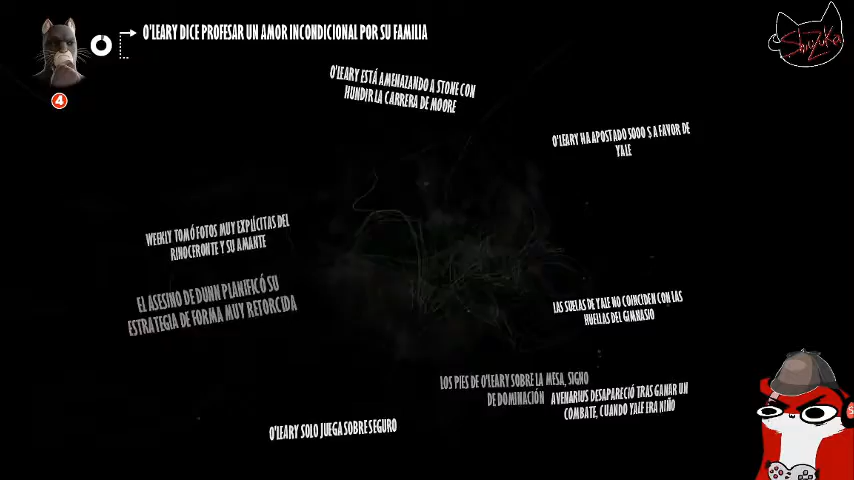 O'LEARY DICE PROFESAR UN AMOR INCONDICIONAL POR SU FAMILIA
4
Shuzuka
O'LEARY ESTÁ AMENAZANDO A STONE CON
HUNDIR LA CARRERA DE MOORE
O'LEARY HA APOSTADO 5000 $ A FAVOR DE
YALE
WEEKLY TOMÓ FOTOS MUY EXPLÍCITAS DEL
RINOCERONTE Y SU AMANTE
EL ASESINO DE DUNN PLANIFICÓ SU
ESTRATEGIA DE FORMA MUY RETORCIDA
LAS SUELAS DE YALE NO COINCIDEN CON LAS
HUELLAS DEL GIMNASIO
LOS PIES DE O'LEARY SOBRE LA MESA, SIGNO
DE DOMINACIÓN
AVENARIUS DESAPARECIÓ TRAS GANAR UN
COMBATE, CUANDO YALE ERA NIÑO
O'LEARY SOLO JUEGA SOBRE SEGURO
S